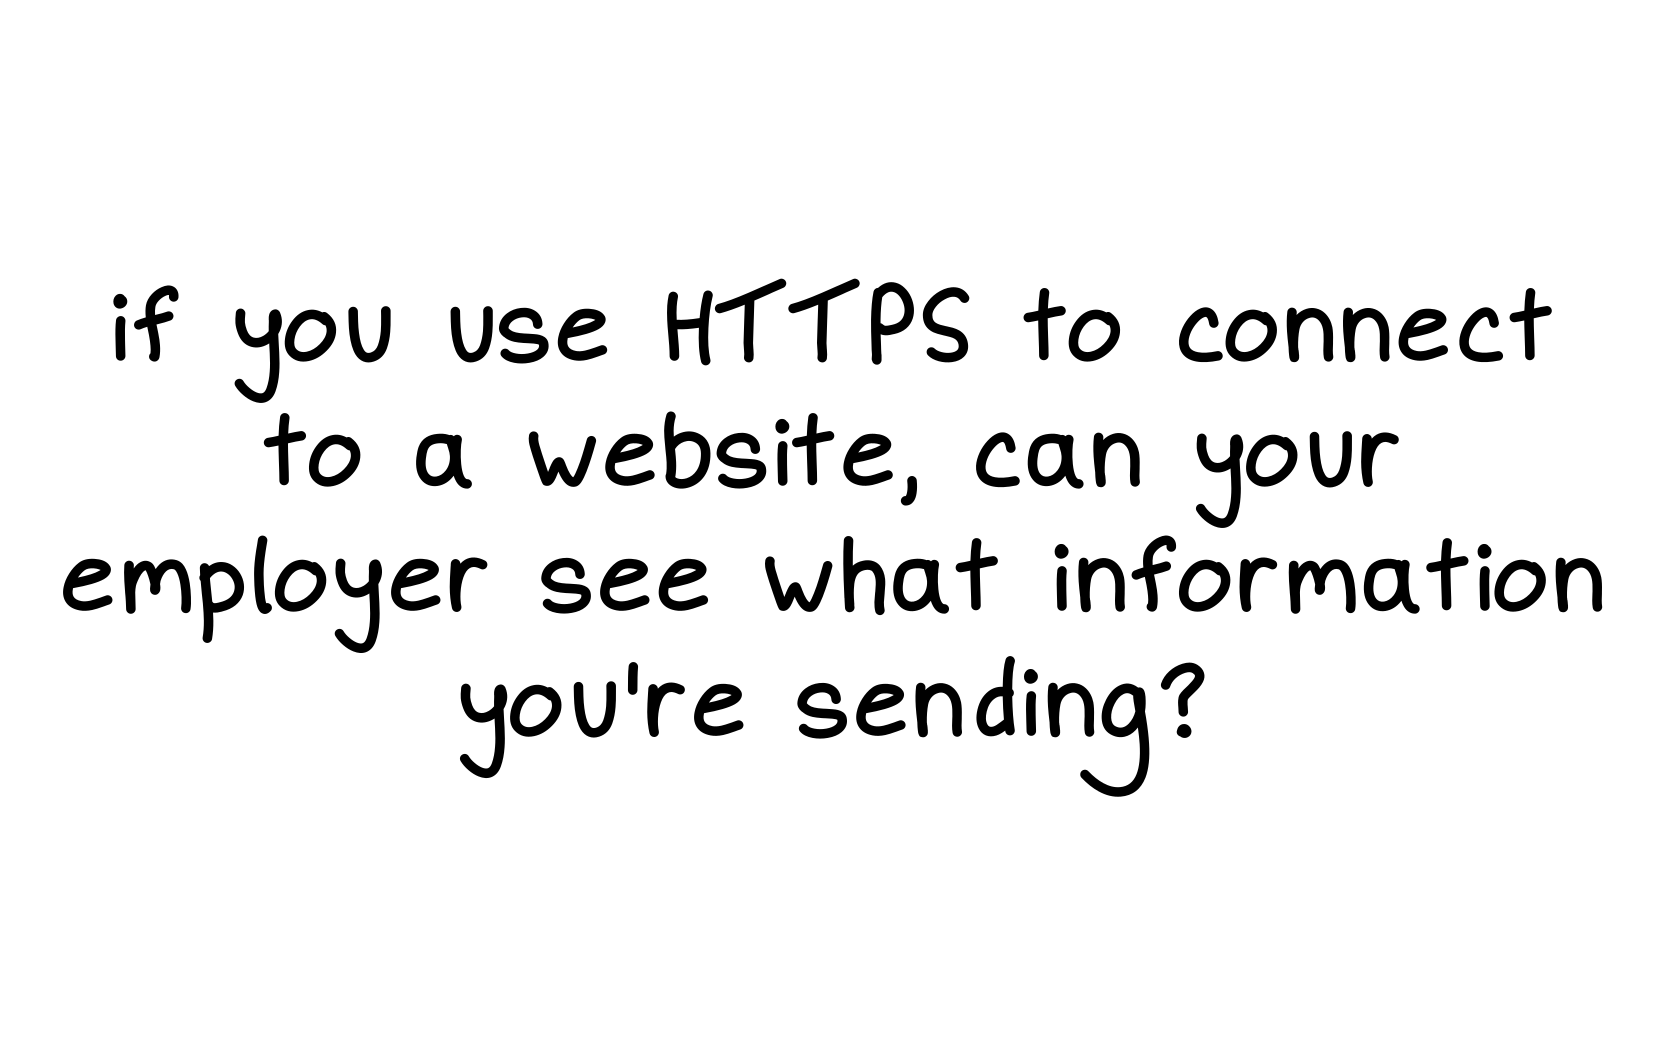 if you use HTTPS to connect
to a website, can your
employer see what information
you're sending?